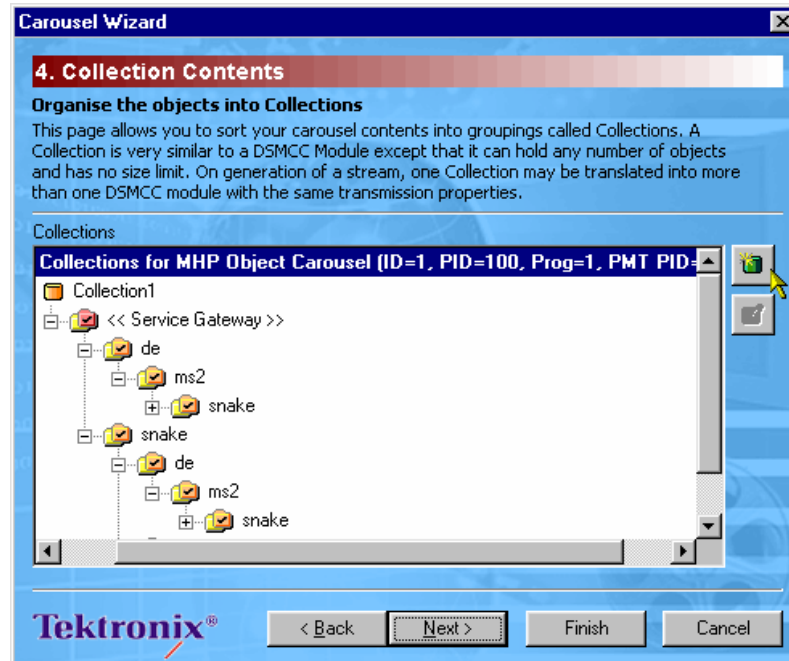 Carousel Wizard
4. Collection Contents
Organise the objects into Collections
This page allows you to sort your carousel contents into groupings called Collections. A
Collection is very similar to a DSMCC Module except that it can hold any number of objects
and has no size limit. On generation of a stream, one Collection may be translated into more
than one DSMCC module with the same transmission properties.
Collections
Collections for MHP Object Carousel (ID=1, PID=100, Prog=1, PMT PID=
Collection1
<< Service Gateway >>
de
ms2
snake
snake
de
ms2
snake
Tektronix®
< Back
Next >
Finish
Cancel